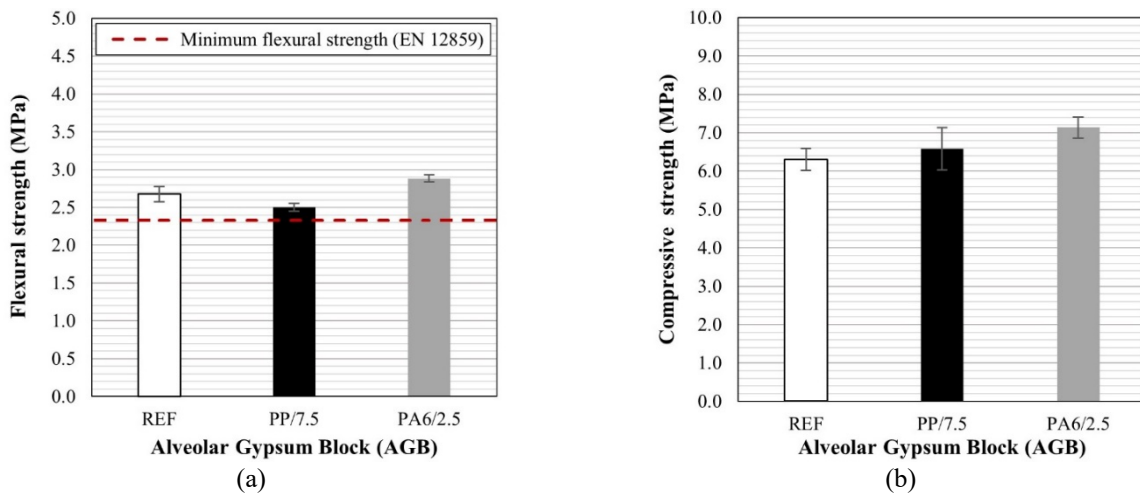 Flexural strength (MPa)
5.0
4.5
4.0
3.5
3.0
2.5
2.0
1.5
1.0
0.5
0.0
Minimum flexural strength (EN 12859)
REF PP/7.5 PA6/2.5
Alveolar Gypsum Block (AGB)
(a)
Compressive strength (MPa)
10.0
9.0
8.0
7.0
6.0
5.0
4.0
3.0
2.0
1.0
0.0
REF PP/7.5 PA6/2.5
Alveolar Gypsum Block (AGB)
(b)